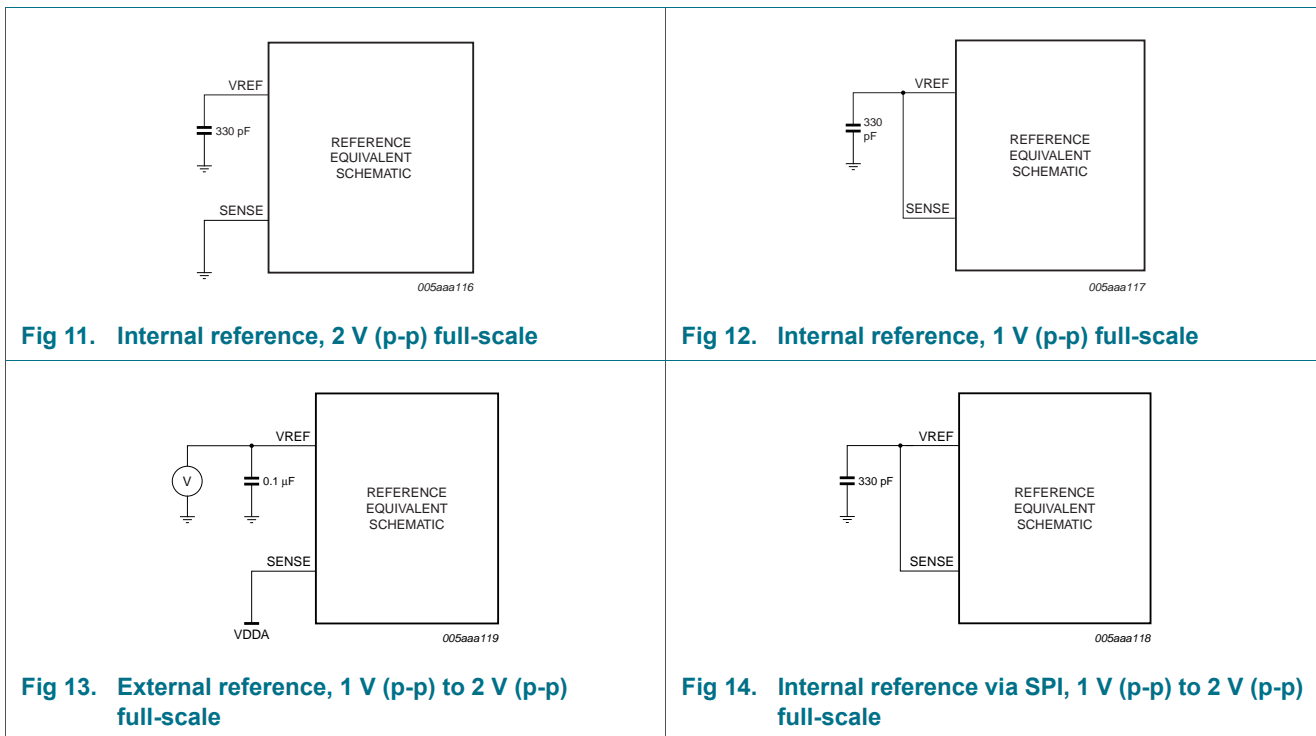 VREF
330 pF
REFERENCE
EQUIVALENT
SCHEMATIC
SENSE
005aaa116
Fig 11. Internal reference, 2 V (p-p) full-scale
VREF
330
pF
REFERENCE
EQUIVALENT
SCHEMATIC
SENSE
005aaa117
Fig 12. Internal reference, 1 V (p-p) full-scale
VREF
V
0.1 μF
REFERENCE
EQUIVALENT
SCHEMATIC
SENSE
VDDA
005aaa119
Fig 13. External reference, 1 V (p-p) to 2 V (p-p)
full-scale
VREF
330 pF
REFERENCE
EQUIVALENT
SCHEMATIC
SENSE
005aaa118
Fig 14. Internal reference via SPI, 1 V (p-p) to 2 V (p-p)
full-scale